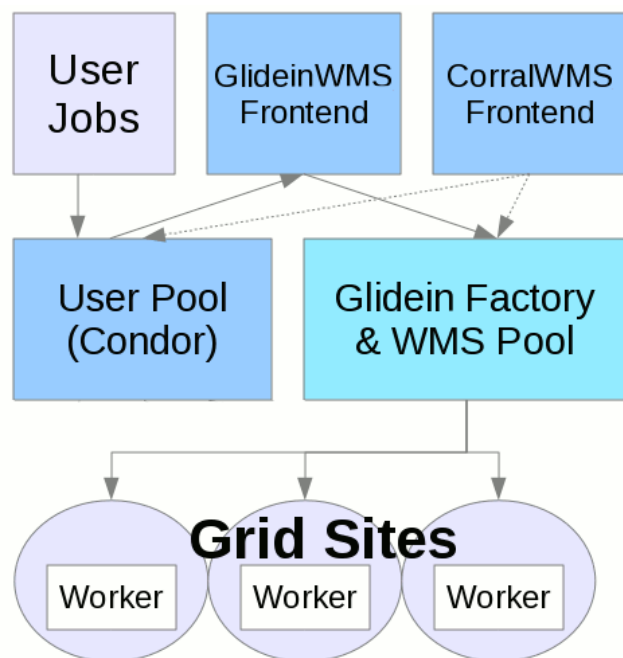 User
Jobs
GlideinWMS
Frontend
CorralWMS
Frontend
User Pool
(Condor)
Glidein Factory
& WMS Pool
Grid Sites
Worker
Worker
Worker